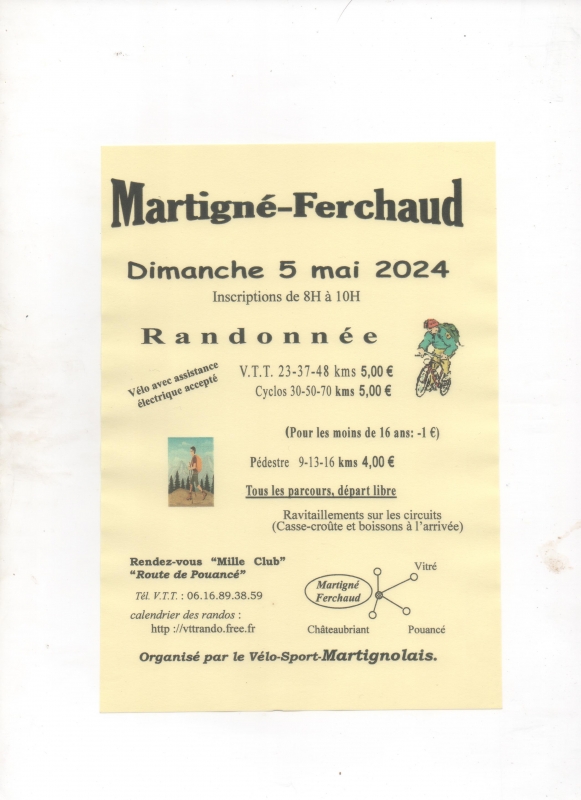 Martigné-Ferchaud
Dimanche 5 mai 2024
Inscriptions de 8H à 10H
Randonnée
Vélo avec assistance
électrique accepté
V.T.T. 23-37-48 kms 5,00 €
Cyclos 30-50-70 kms 5,00 €
(Pour les moins de 16 ans: -1 €)
Pédestre 9-13-16 kms 4,00 €
Tous les parcours, départ libre
Ravitaillements sur les circuits
(Casse-croûte et boissons à l'arrivée)
Rendez-vous "Mille Club"
"Route de Pouancé"
Tél. V.T.T. : 06.16.89.38.59
calendrier des randos :
http ://vttrando.free.fr
Vitré
Martigné
Ferchaud
Châteaubriant
Pouancé
Organisé par le Vélo-Sport-Martignolais.